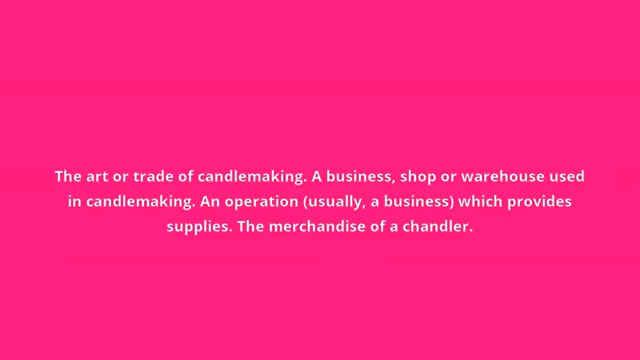 The art or trade of candlemaking. A business, shop or warehouse used
in candlemaking. An operation (usually, a business) which provides
supplies. The merchandise of a chandler.